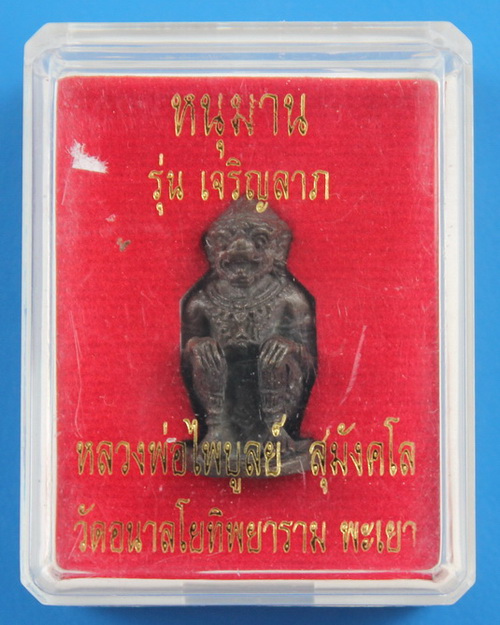 หนุมาน
รุ่น เจริญลาภ
หลวงพ่อไพบูลย์ สุมังคโล
วัดอนาลโยทิพยาราม พะเยา